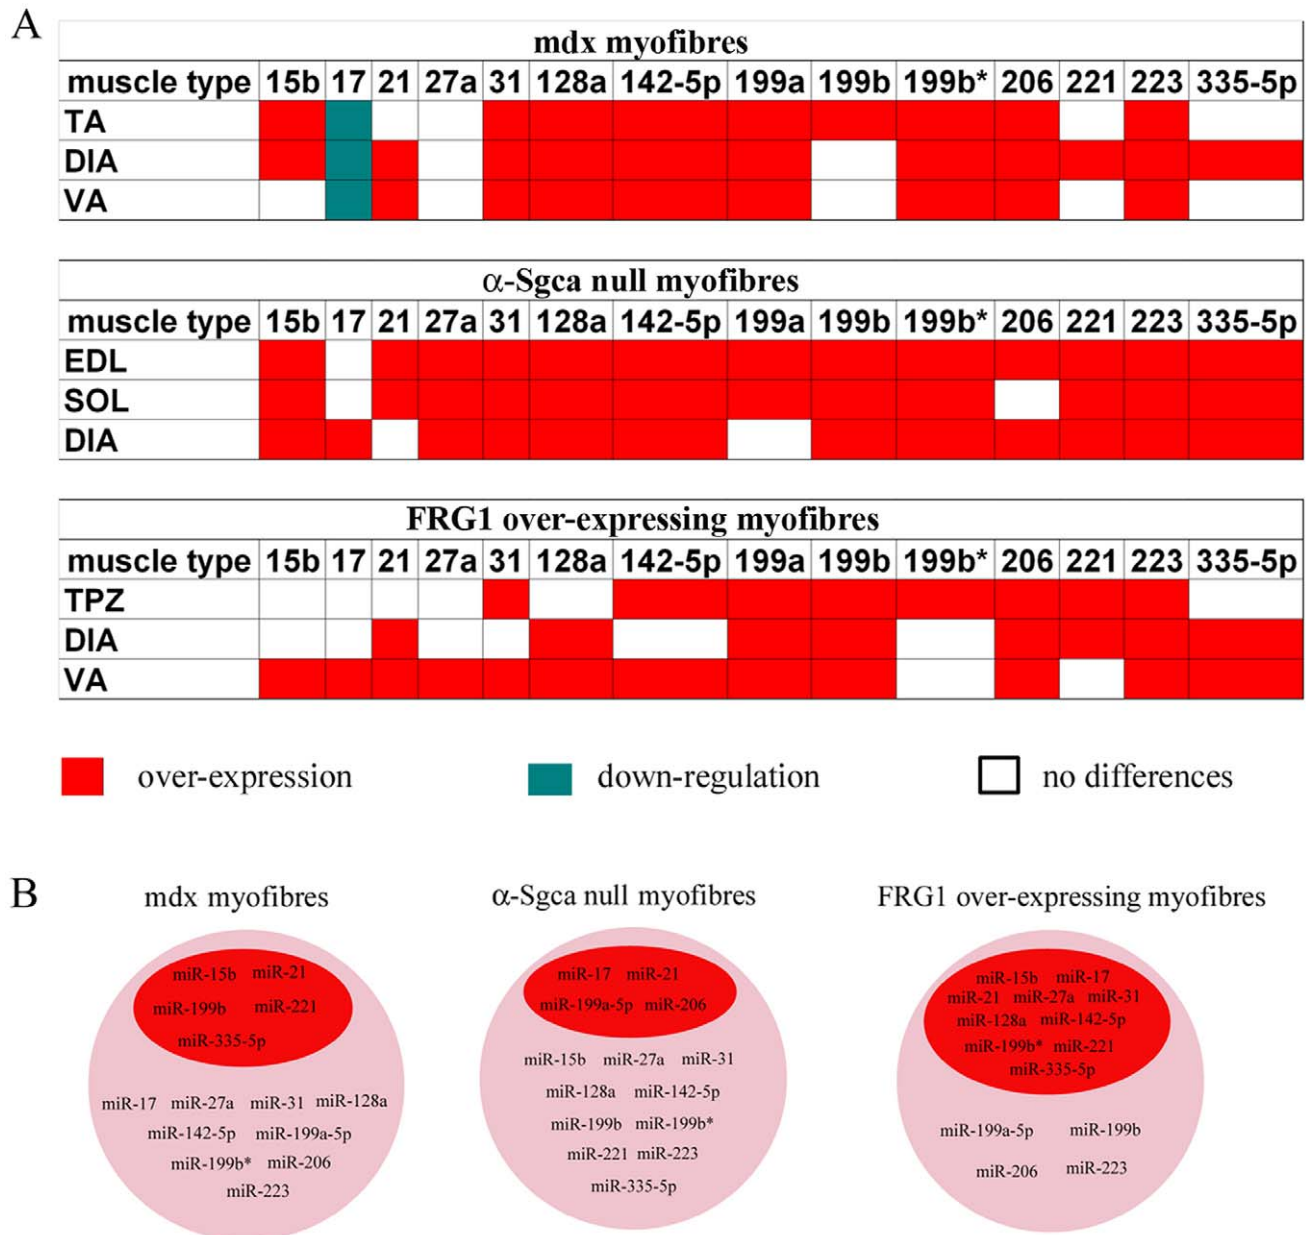 A
mdx myofibres
muscle type 15b 17 21 27a 31 128a 142-5p 199a 199b 199b* 206 221 223 335-5p
TA
DIA
VA
α-Sgca null myofibres
muscle type 15b 17 21 27a 31 128a 142-5p 199a 199b 199b* 206 221 223 335-5p
EDL
SOL
DIA
FRG1 over-expressing myofibres
muscle type 15b 17 21 27a 31 128a 142-5p 199a 199b 199b* 206 221 223 335-5p
TPZ
DIA
VA
over-expression down-regulation no differences
B
mdx myofibres
miR-15b miR-21
miR-199b miR-221
miR-335-5p
miR-17 miR-27a miR-31 miR-128a
miR-142-5p miR-199a-5p
miR-199b* miR-206
miR-223
α-Sgca null myofibres
miR-17 miR-21
miR-199a-5p miR-206
miR-15b miR-27a miR-31
miR-128a miR-142-5p
miR-199b miR-199b*
miR-221 miR-223
miR-335-5p
FRG1 over-expressing myofibres
miR-15b miR-17
miR-21 miR-27a miR-31
miR-128a miR-142-5p
miR-199b* miR-221
miR-335-5p
miR-199a-5p miR-199b
miR-206 miR-223